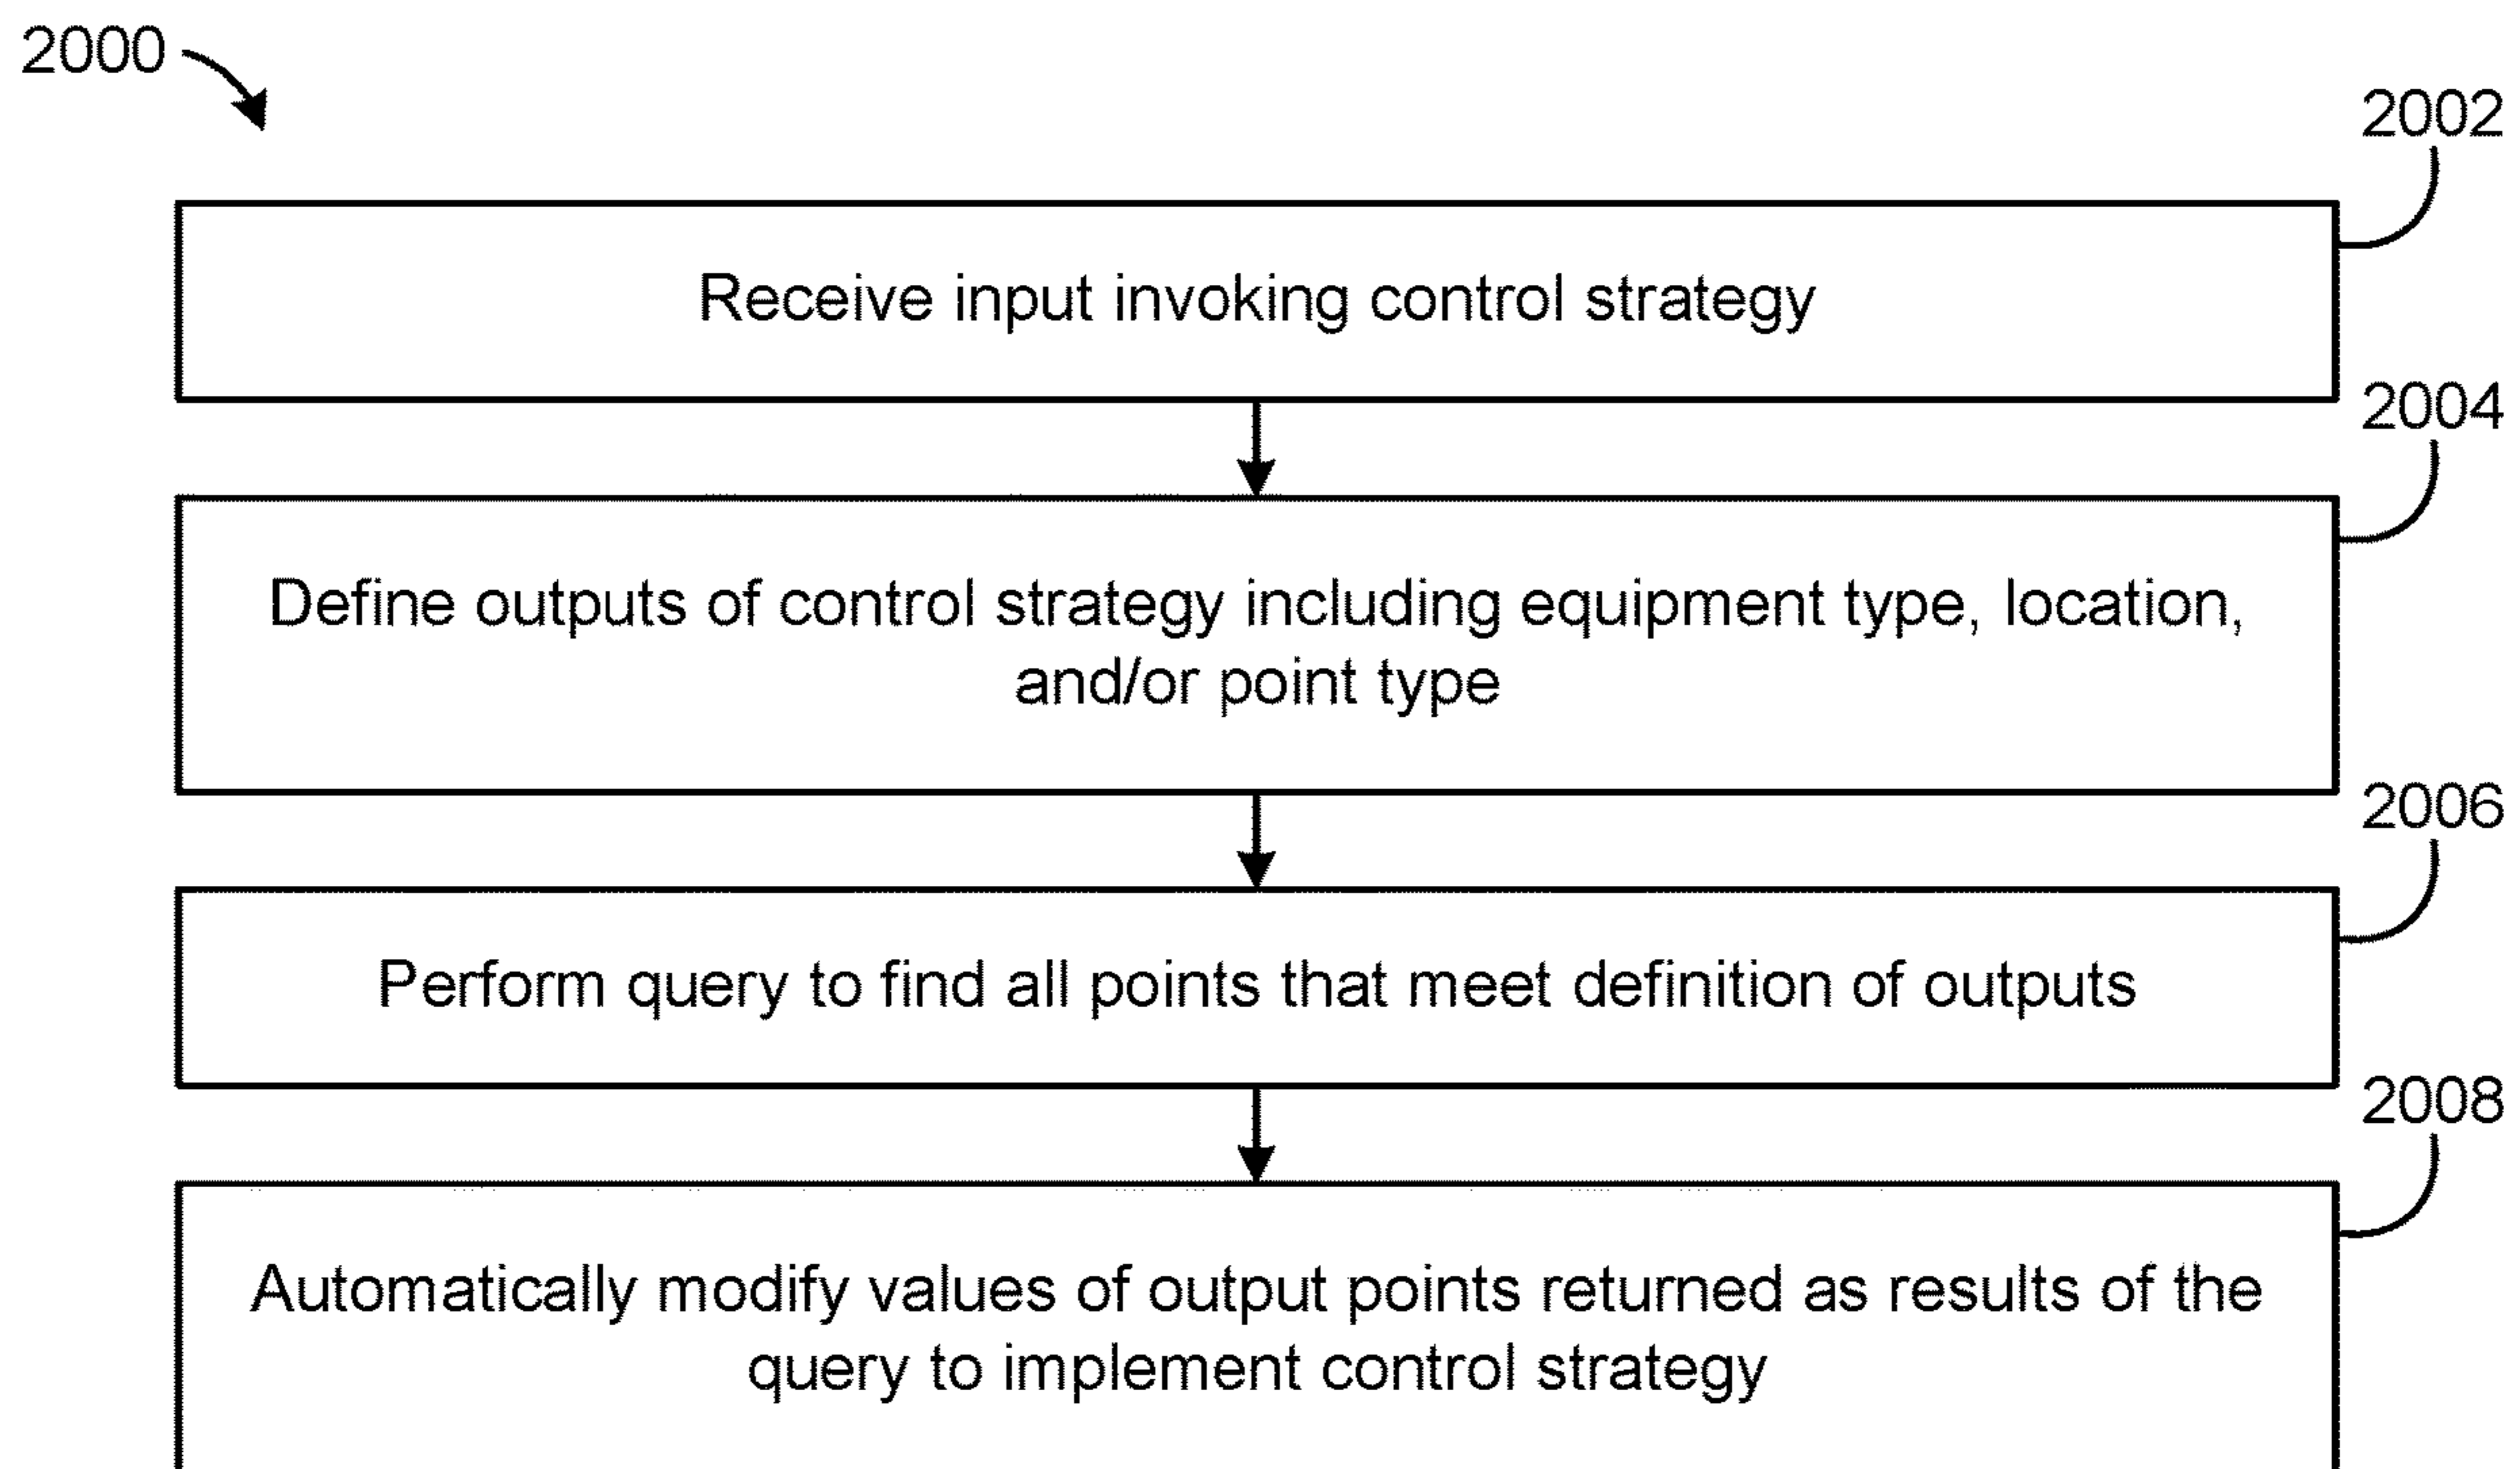 2000
2002
Receive input invoking control strategy
2004
Define outputs of control strategy including equipment type, location,
and/or point type
2006
Perform query to find all points that meet definition of outputs
2008
Automatically modify values of output points returned as results of the
query to implement control strategy